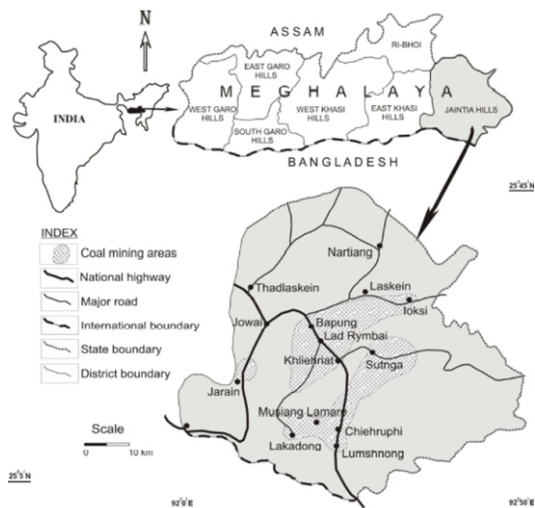 N
ASSAM
RI-BHOI
EAST GARO
HILLS
MEGHALAYA
WEST GARO
HILLS
WEST KHASI
HILLS
EAST KHASI
HILLS
JAINTIA HILLS
SOUTH GARO
HILLS
INDIA
BANGLADESH
25°45'N
INDEX
Coal mining areas
National highway
Major road
International boundary
State boundary
District boundary
Scale
0 10 km
Nartiang
Thadlaskein
Laskein
Ioksi
Jowai
Bapung
Lad Rymbai
Khliehriat
Sutnga
Jarain
Musiang Lamare
Lakadong
Chiehruphi
Lumshnong
25°5'N
92°0'E
92°50'E